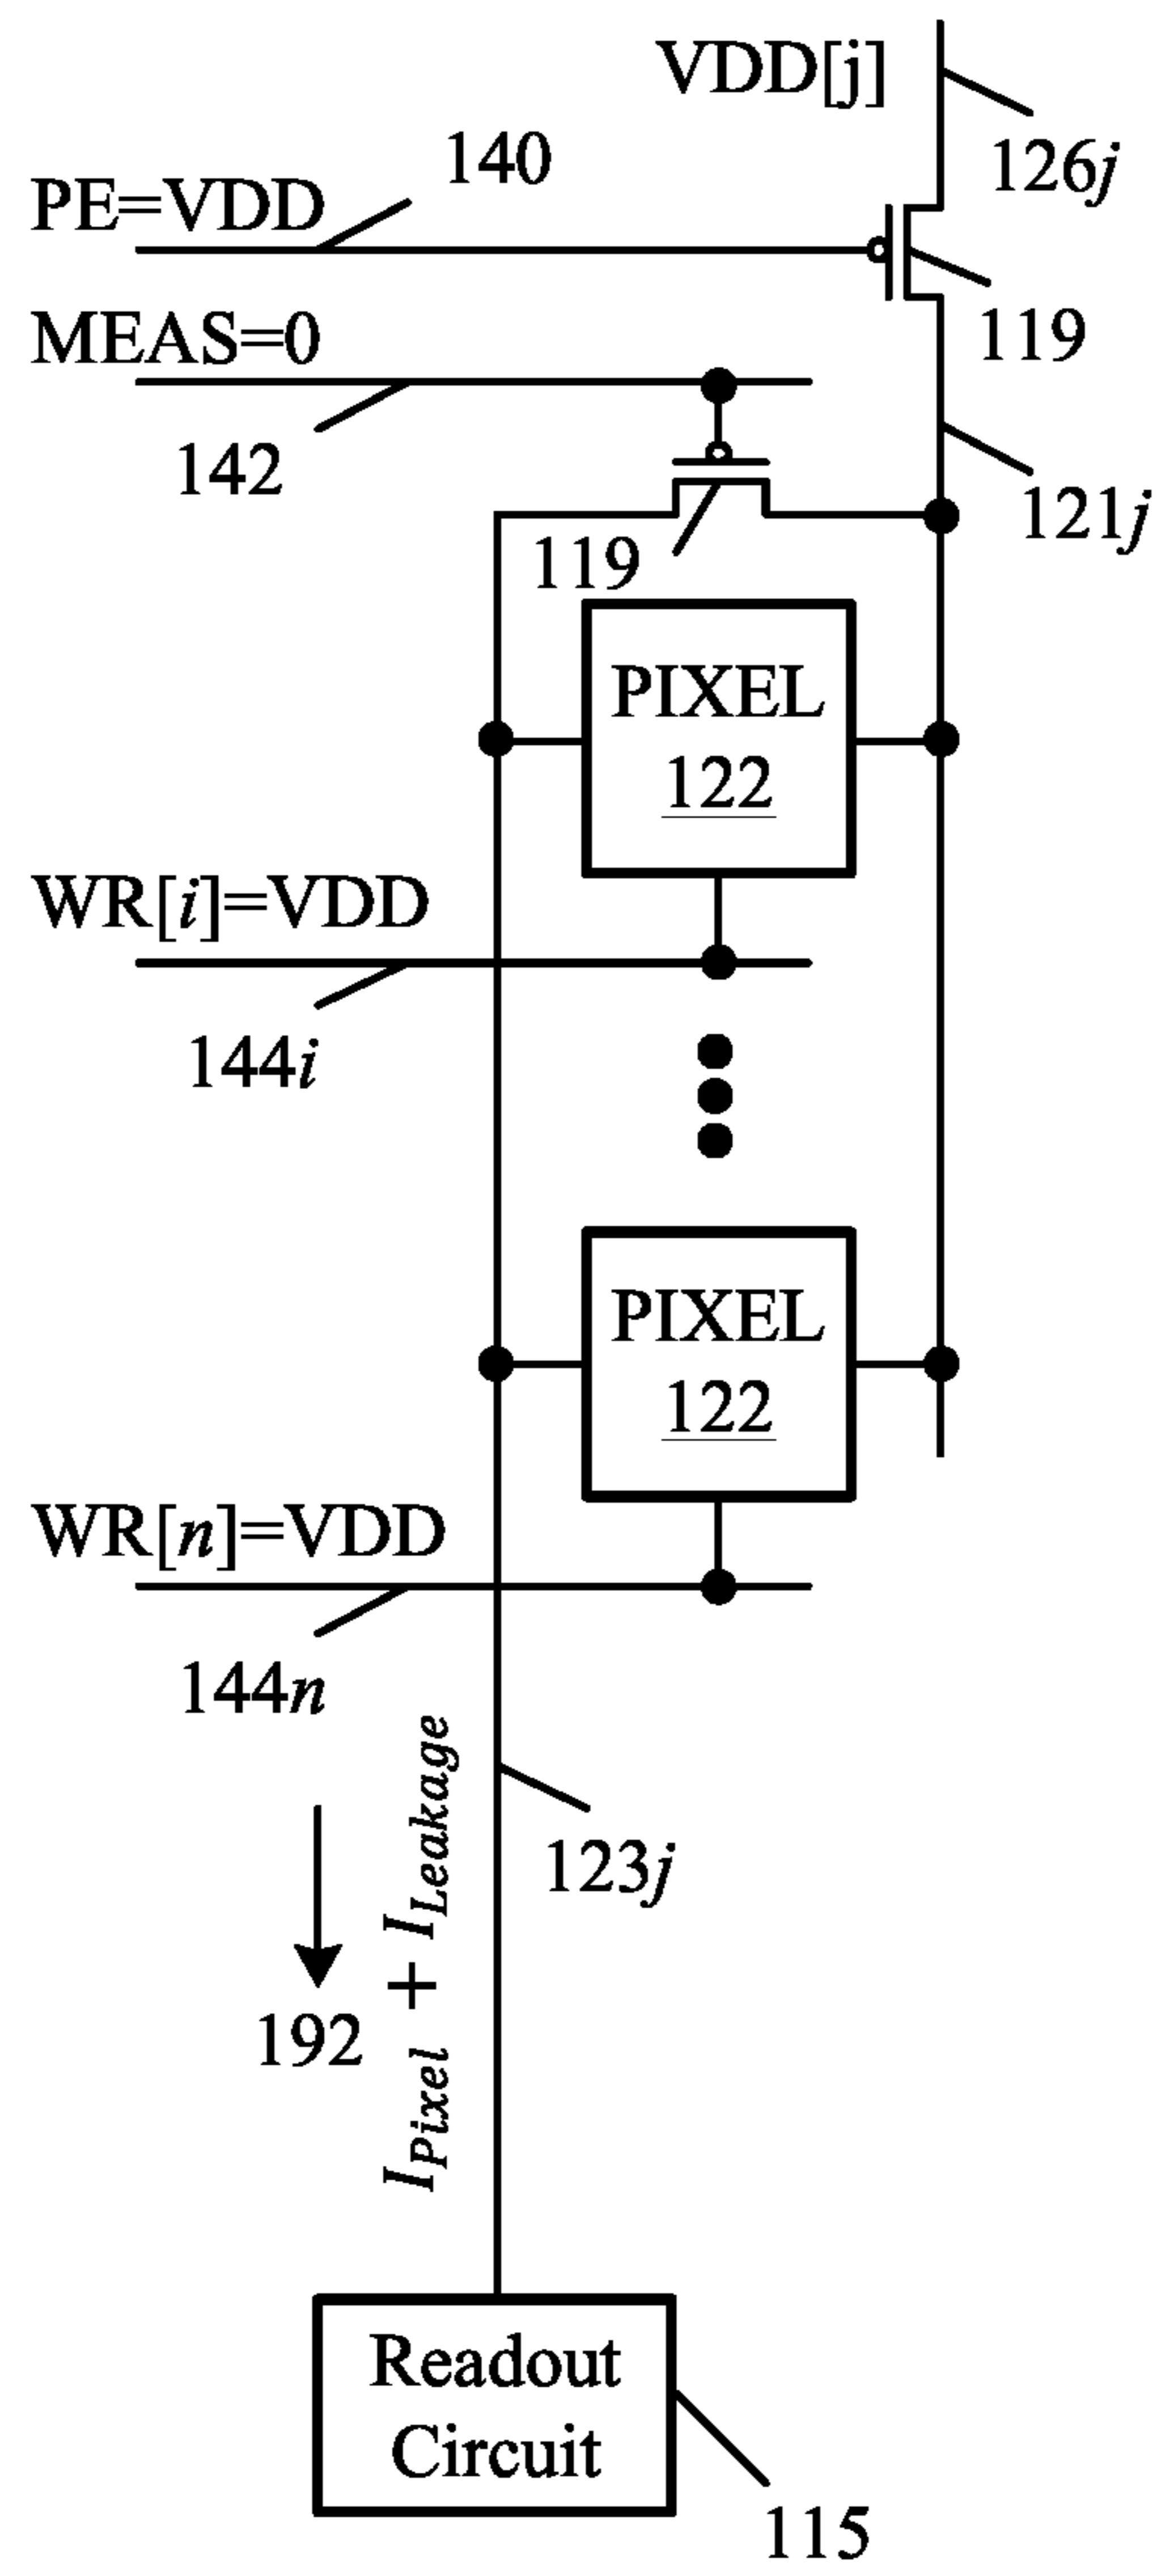 VDD[j]
126j
140
PE=VDD
119
MEAS=0
142
121j
119
PIXEL
122
WR[i]=VDD
144i
PIXEL
122
WR[n]=VDD
144n
I_Pixel + I_Leakage
123j
192
Readout
Circuit
115